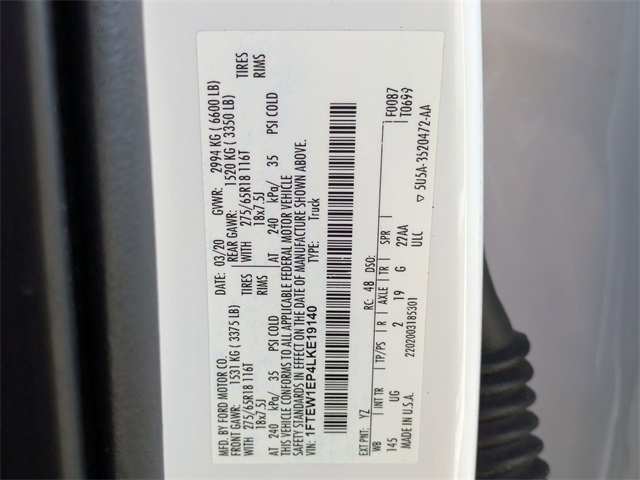 MFD. BY FORD MOTOR CO.
DATE: 03/20 GVWR: 2994 KG ( 6600 LB)
FRONT GAWR: 1531 KG ( 3375 LB) REAR GAWR: 1520 KG ( 3350 LB)
WITH 275/65R18 116T TIRES WITH 275/65R18 116T TIRES
18x7.5J RIMS 18x7.5J RIMS
AT 240 kPa/ 35 PSI COLD AT 240 kPa/ 35 PSI COLD
THIS VEHICLE CONFORMS TO ALL APPLICABLE FEDERAL MOTOR VEHICLE
SAFETY STANDARDS IN EFFECT ON THE DATE OF MANUFACTURE SHOWN ABOVE.
VIN: 1FTEW1EP4LKE19140 TYPE: Truck
F0087
T0699
EXT.PNT: YZ RC: 48 DSO:
WB INT TR TP/PS R AXLE TR SPR
145 UG 2 19 G 22AA
MADE IN U.S.A. 2202003185301 ULC
▽ 5U5A-3520472-AA